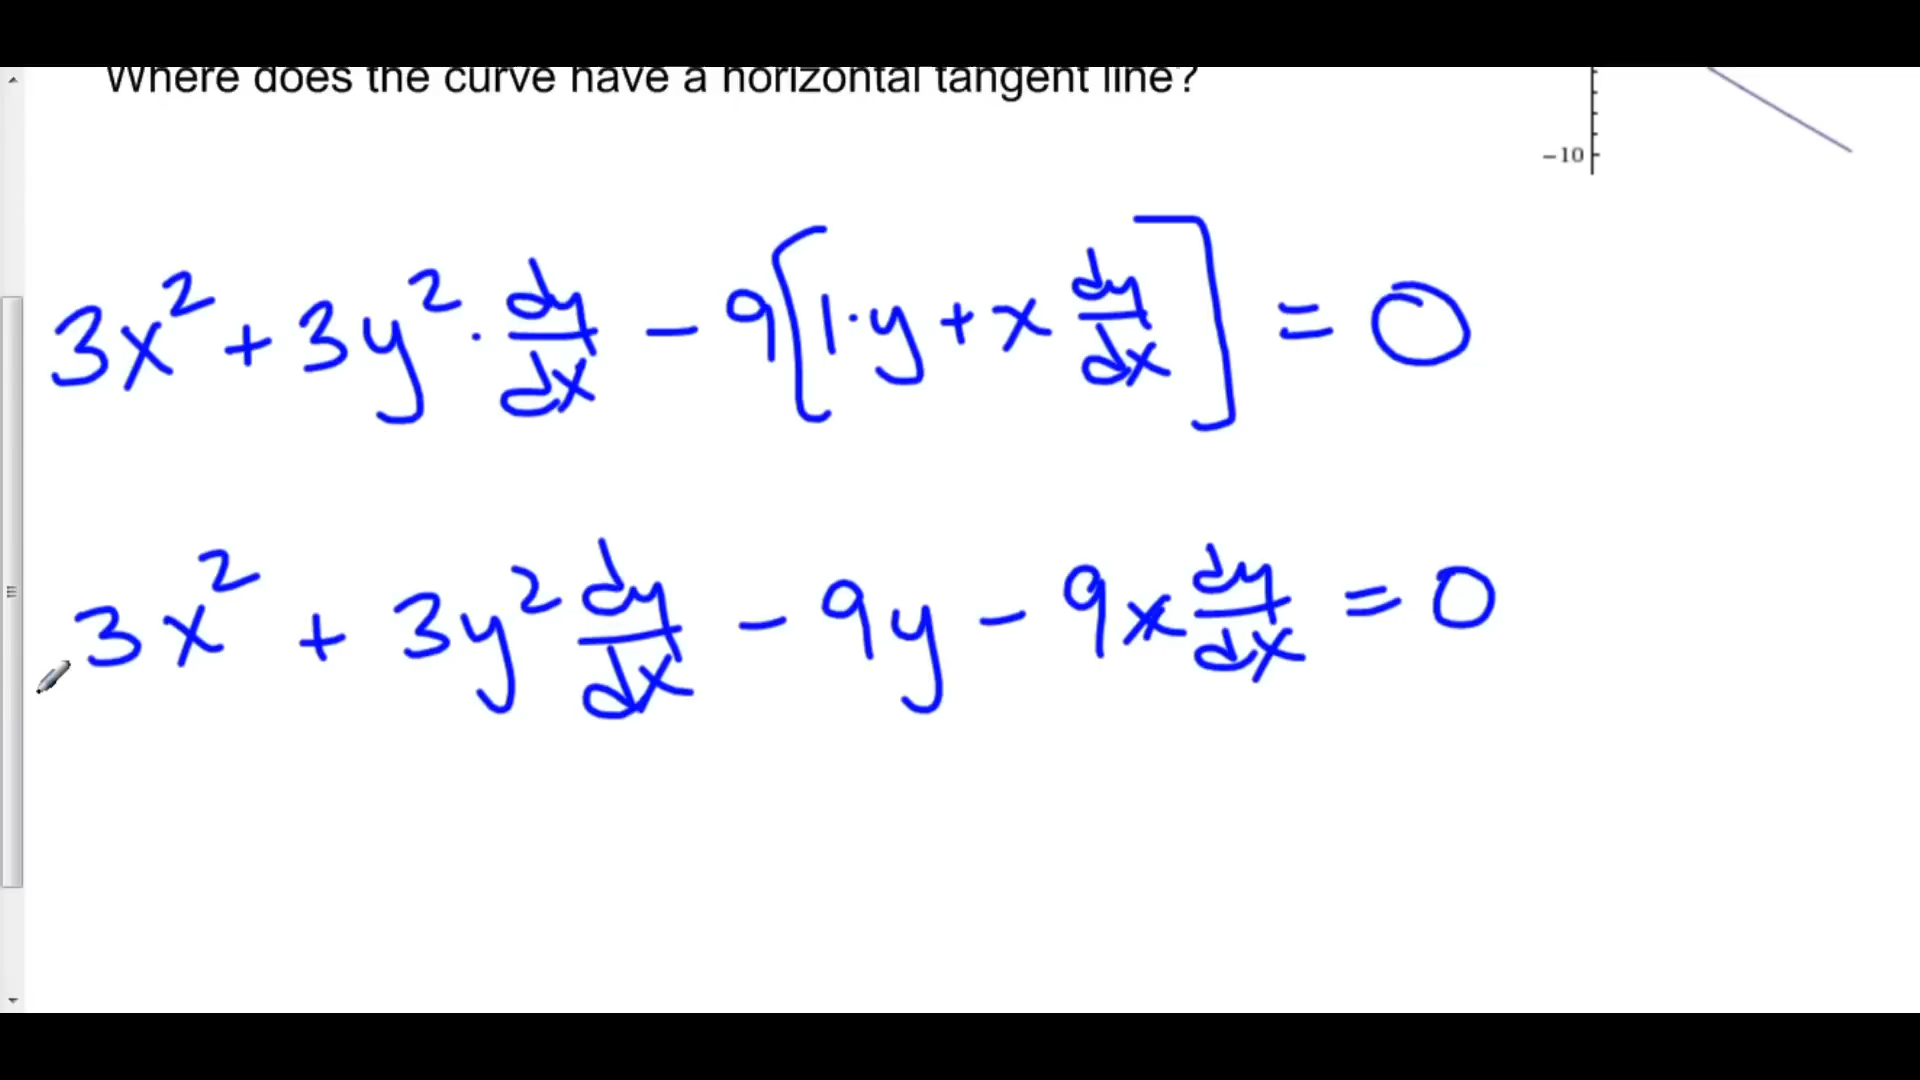 Where does the curve have a horizontal tangent line?
−10
3x² + 3y² · dy/dx − 9[1·y + x dy/dx] = 0
3x² + 3y² dy/dx − 9y − 9x dy/dx = 0